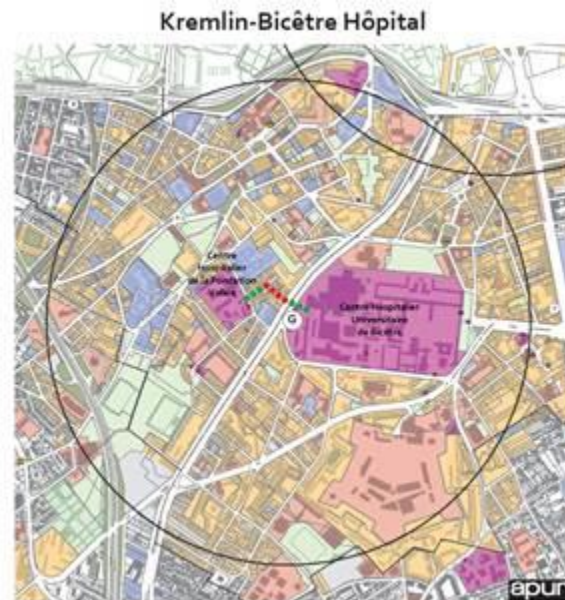 Kremlin-Bicêtre Hôpital
Centre
Hospitalier
de la Fondation
Vallée
Centre Hospitalier
Universitaire
de Bicêtre
G
apur